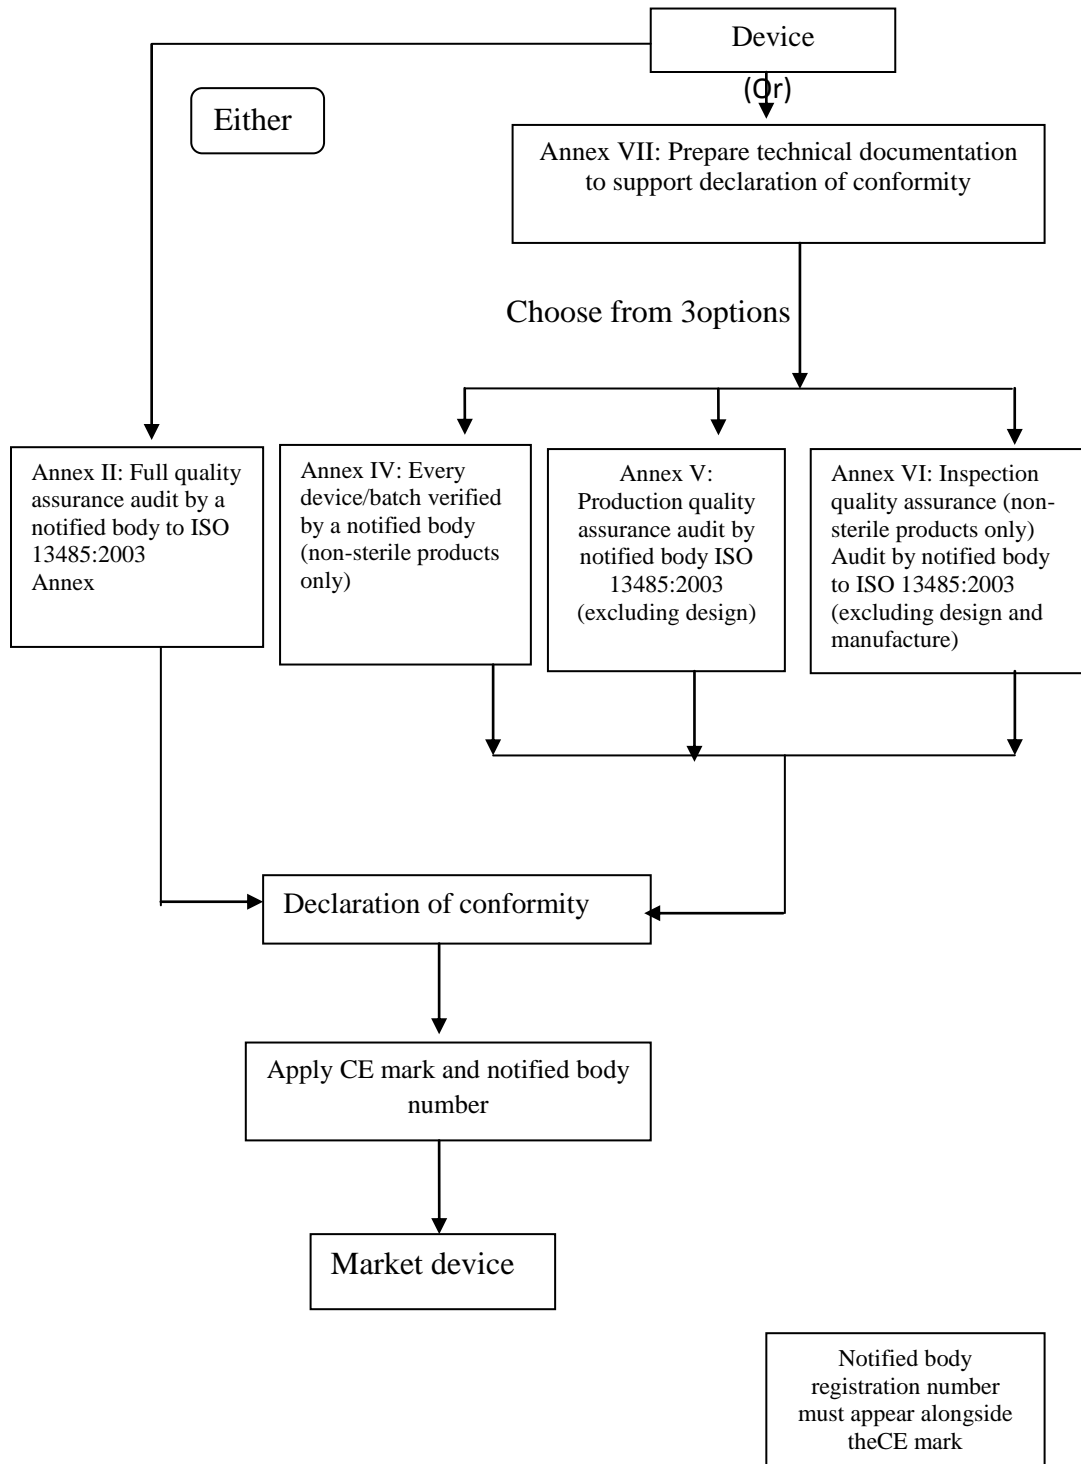 Device
(Or)
Either
Annex VII: Prepare technical documentation
to support declaration of conformity
Choose from 3options
Annex II: Full quality
assurance audit by a
notified body to ISO
13485:2003
Annex
Annex IV: Every
device/batch verified
by a notified body
(non-sterile products
only)
Annex V:
Production quality
assurance audit by
notified body ISO
13485:2003
(excluding design)
Annex VI: Inspection
quality assurance (non-
sterile products only)
Audit by notified body
to ISO 13485:2003
(excluding design and
manufacture)
Declaration of conformity
Apply CE mark and notified body
number
Market device
Notified body
registration number
must appear alongside
theCE mark